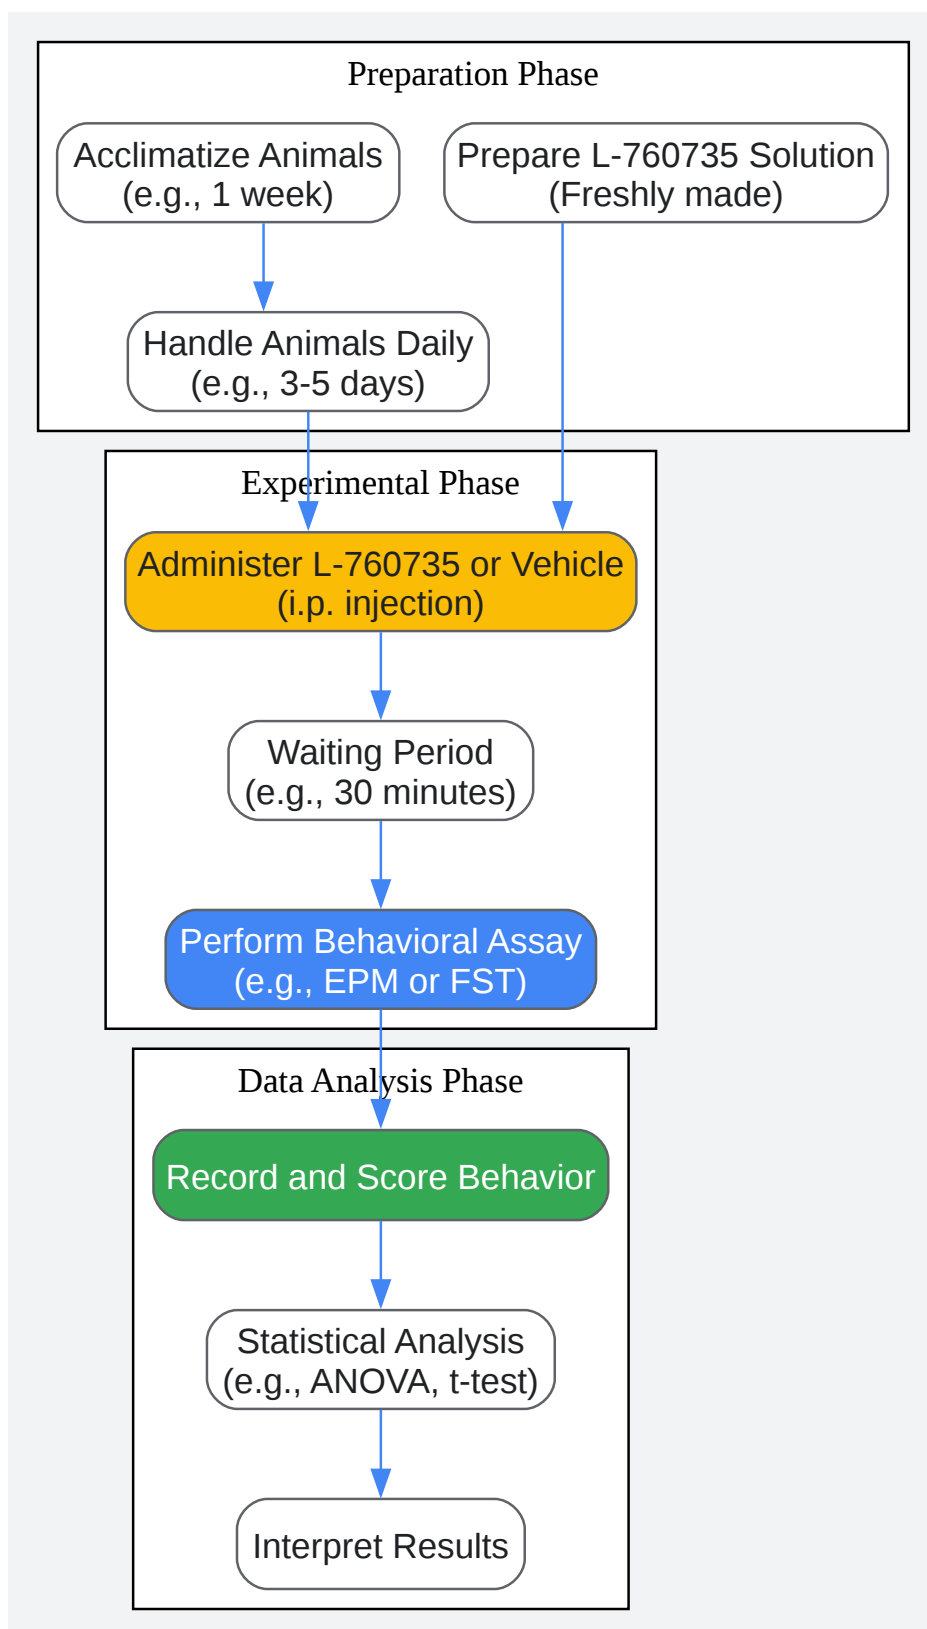 Preparation Phase
Acclimatize Animals
(e.g., 1 week)
Prepare L-760735 Solution
(Freshly made)
Handle Animals Daily
(e.g., 3-5 days)
Experimental Phase
Administer L-760735 or Vehicle
(i.p. injection)
Waiting Period
(e.g., 30 minutes)
Perform Behavioral Assay
(e.g., EPM or FST)
Data Analysis Phase
Record and Score Behavior
Statistical Analysis
(e.g., ANOVA, t-test)
Interpret Results